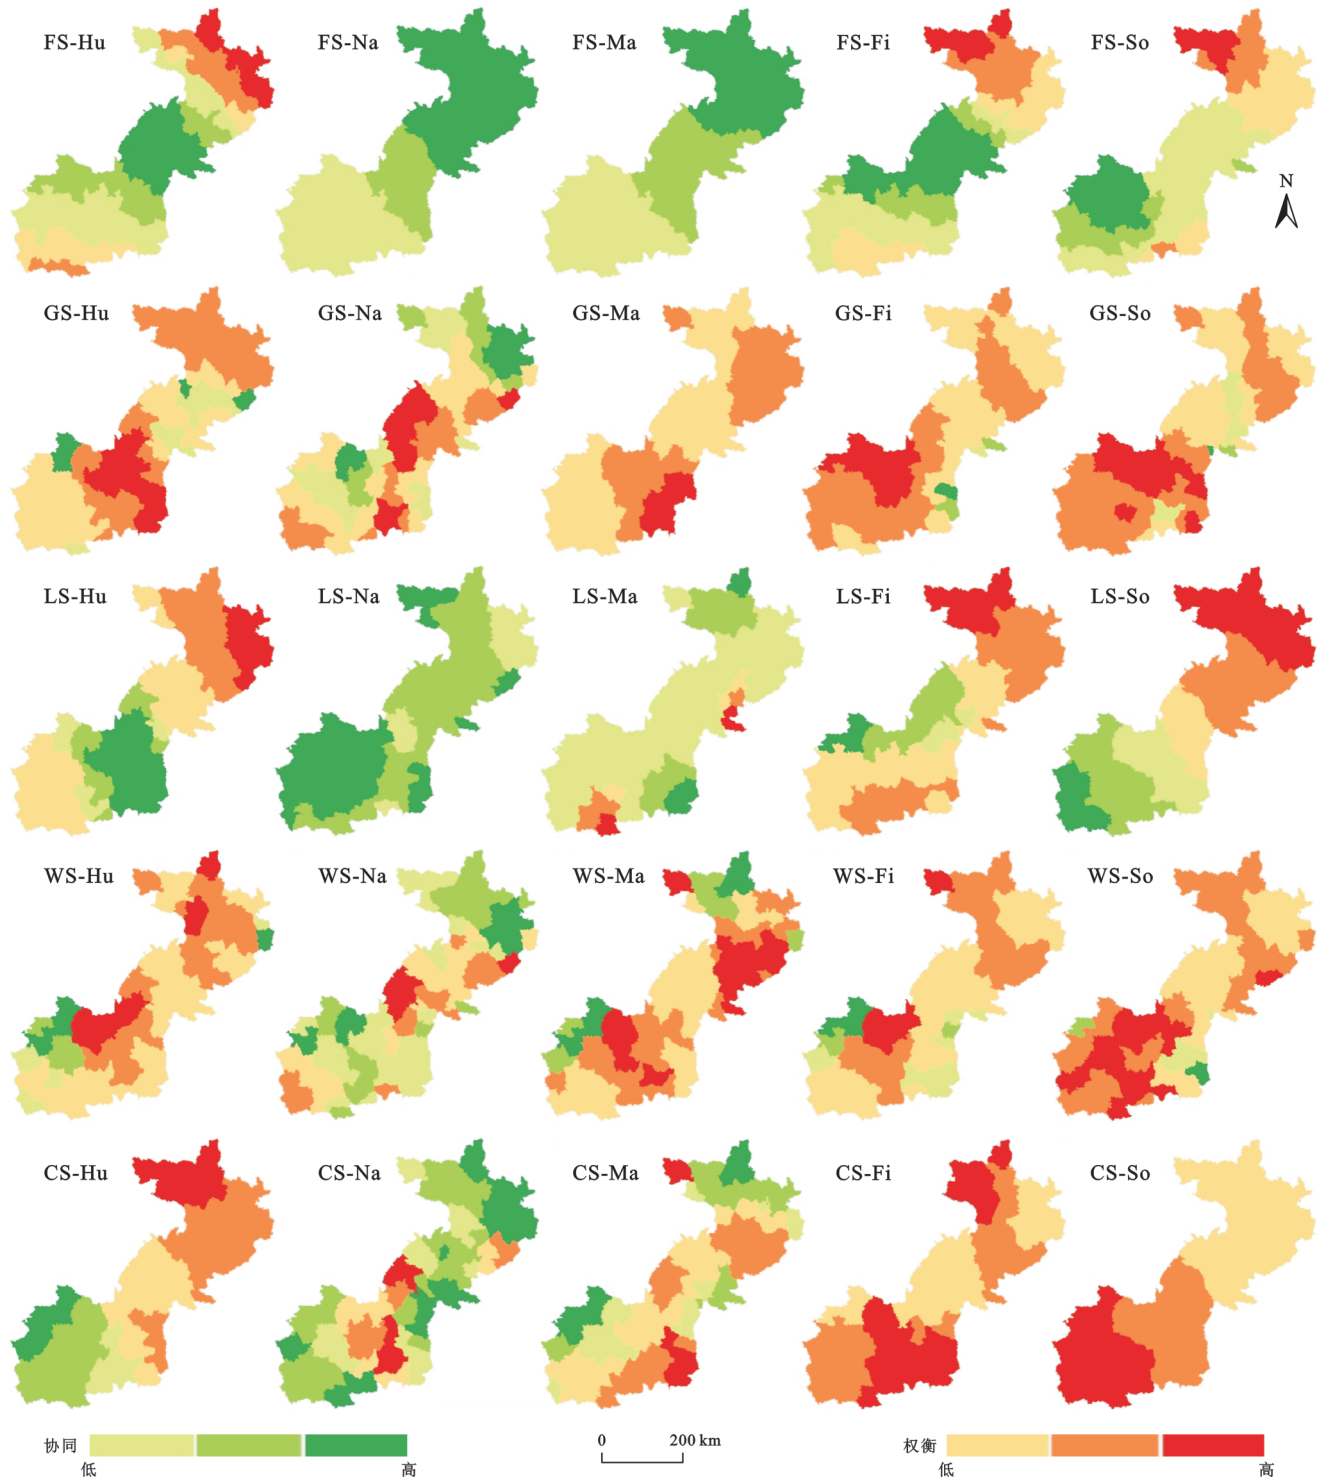 FS-Hu FS-Na FS-Ma FS-Fi FS-So
N
GS-Hu GS-Na GS-Ma GS-Fi GS-So
LS-Hu LS-Na LS-Ma LS-Fi LS-So
WS-Hu WS-Na WS-Ma WS-Fi WS-So
CS-Hu CS-Na CS-Ma CS-Fi CS-So
协同 0 200 km 权衡
低 高 低 高